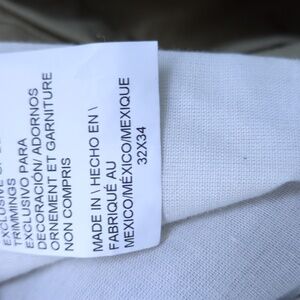 TRIMMINGS
EXCLUSIVO PARA
DECORACIÓN/ ADORNOS
ORNEMENT ET GARNITURE
NON COMPRIS
MADE IN \ HECHO EN \
FABRIQUÉ AU
MEXICO/MÉXICO/MEXIQUE
32X34